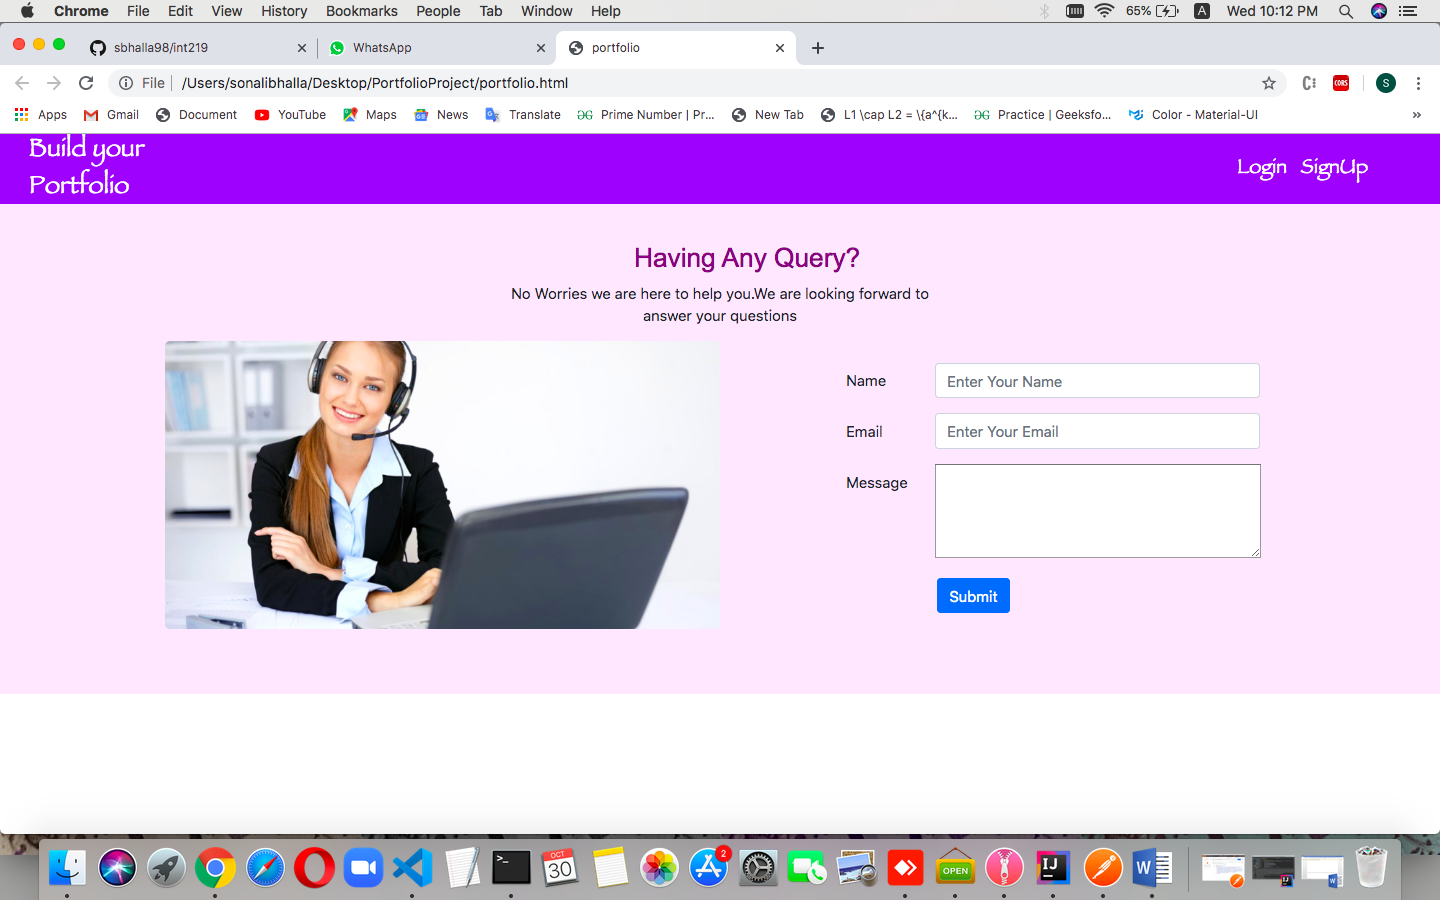 Chrome File Edit View History Bookmarks People Tab Window Help 65% A Wed 10:12 PM
sbhalla98/int219 WhatsApp portfolio
File /Users/sonalibhalla/Desktop/PortfolioProject/portfolio.html CORS S
Apps Gmail Document YouTube Maps News Translate Prime Number | Pr... New Tab L1 \cap L2 = \{a^{k... Practice | Geeksfo... Color - Material-UI »
Build your
Portfolio
Login SignUp
Having Any Query?
No Worries we are here to help you.We are looking forward to
answer your questions
Name Enter Your Name
Email Enter Your Email
Message
Submit
OCT
30
2
OPEN
IJ
W